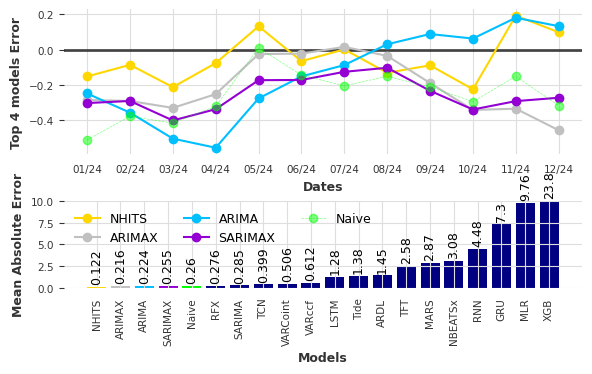 Top 4 models Error
0.2
0.0
−0.2
−0.4
01/24 02/24 03/24 04/24 05/24 06/24 07/24 08/24 09/24 10/24 11/24 12/24
Dates
Mean Absolute Error
10.0
7.5
5.0
2.5
0.0
NHITS ARIMA Naive
ARIMAX SARIMAX
0.122 0.216 0.224 0.255 0.26 0.276 0.285 0.399 0.506 0.612 1.28 1.38 1.45 2.58 2.87 3.08 4.48 7.3 9.76 23.8
NHITS ARIMAX ARIMA SARIMAX Naive RFX SARIMA TCN VARCoint VARccf LSTM Tide ARDL TFT MARS NBEATSx RNN GRU MLR XGB
Models